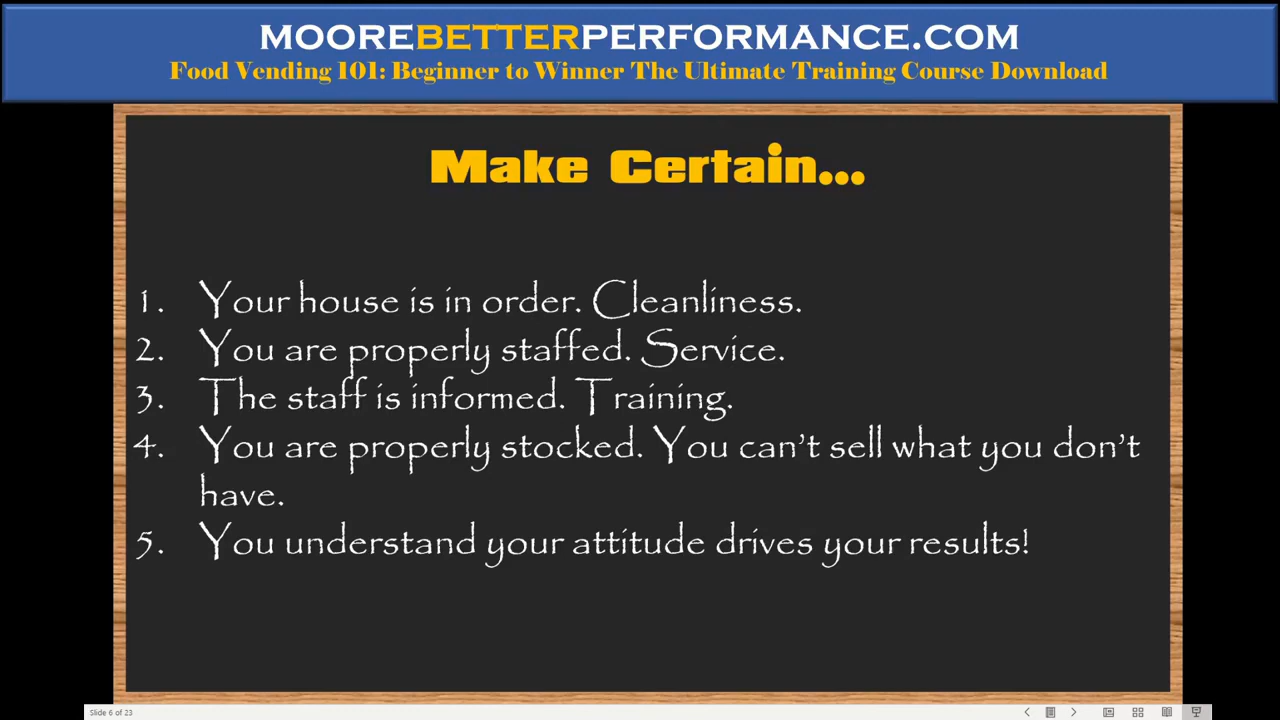 MOOREBETTERPERFORMANCE.COM
Food Vending 101: Beginner to Winner The Ultimate Training Course Download
Make Certain...
1. Your house is in order. Cleanliness.
2. You are properly staffed. Service.
3. The staff is informed. Training.
4. You are properly stocked. You can't sell what you don't
have.
5. You understand your attitude drives your results!
Slide 6 of 23